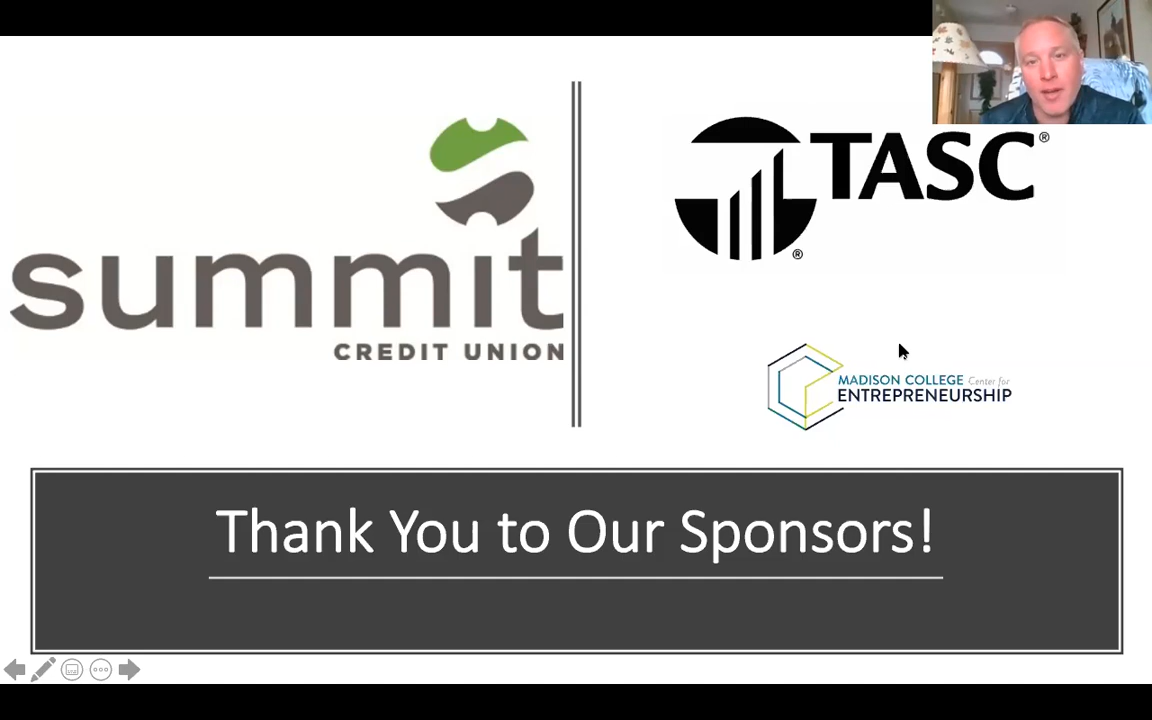 summit
CREDIT UNION
TASC®
®
MADISON COLLEGE Center for
ENTREPRENEURSHIP
Thank You to Our Sponsors!